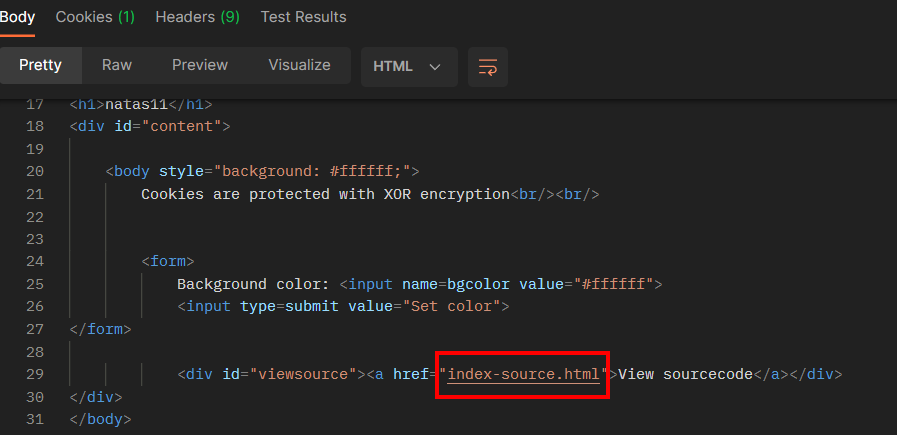 Body Cookies (1) Headers (9) Test Results
Pretty Raw Preview Visualize HTML
17 <h1>natas11</h1>
18 <div id="content">
19
20 <body style="background: #ffffff;">
21 Cookies are protected with XOR encryption<br/><br/>
22
23
24 <form>
25 Background color: <input name=bgcolor value="#ffffff">
26 <input type=submit value="Set color">
27 </form>
28
29 <div id="viewsource"><a href="index-source.html">View sourcecode</a></div>
30 </div>
31 </body>